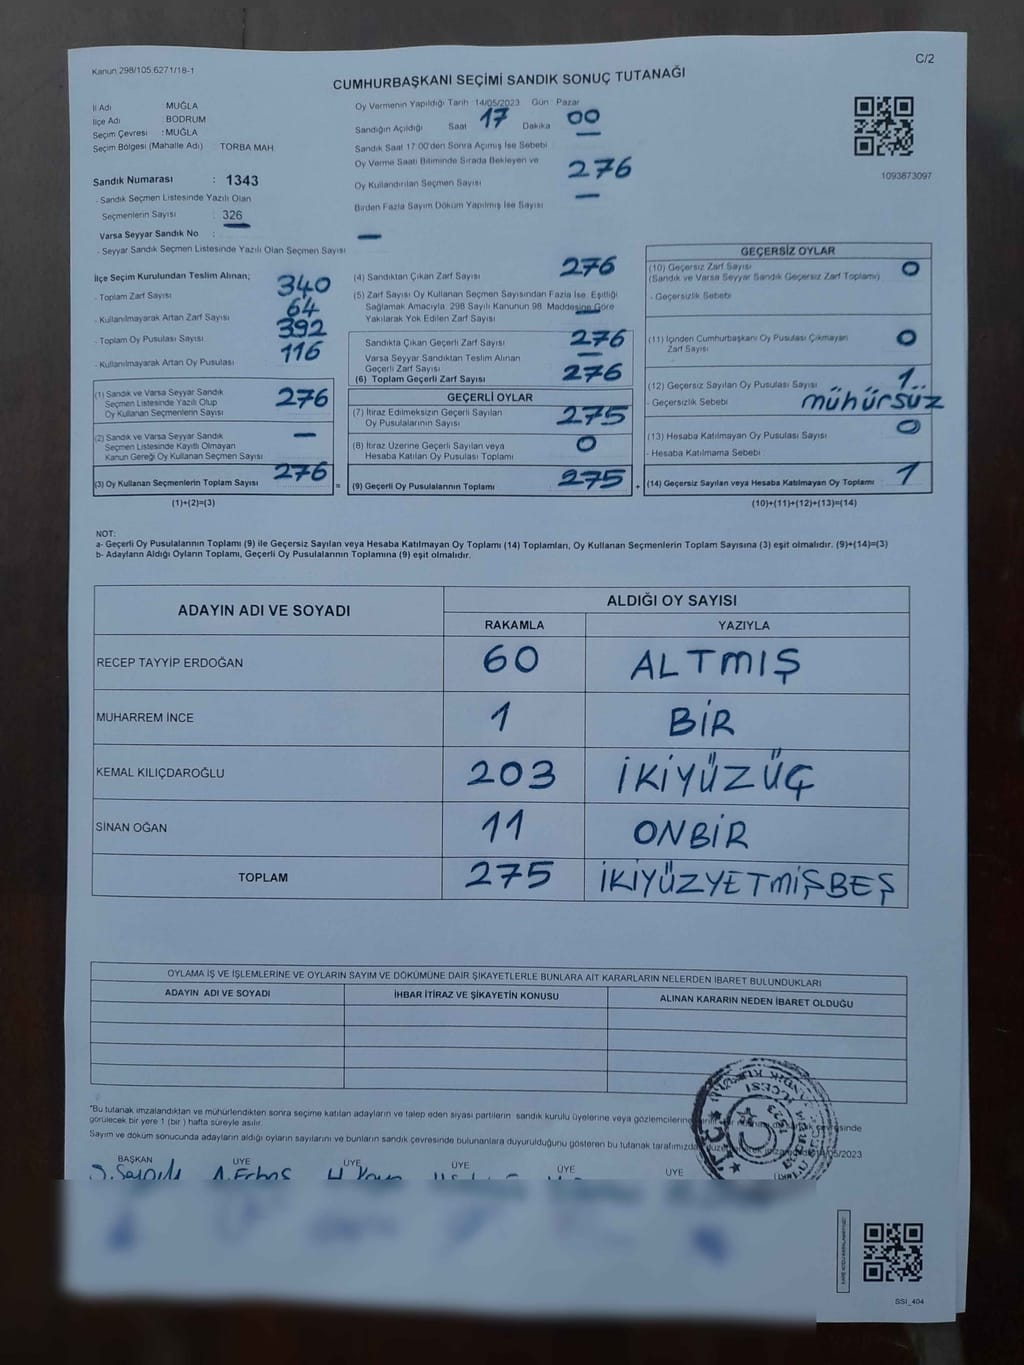 C/2
Kanun 298/105:6271/18-1
CUMHURBAŞKANI SEÇİMİ SANDIK SONUÇ TUTANAĞI
İl Adı MUĞLA
İlçe Adı : BODRUM
Seçim Çevresi : MUĞLA
Seçim Bölgesi (Mahalle Adı) TORBA MAH.
Sandık Numarası : 1343
- Sandık Seçmen Listesinde Yazılı Olan
Seçmenlerin Sayısı : 326
Varsa Seyyar Sandık No :
- Seyyar Sandık Seçmen Listesinde Yazılı Olan Seçmen Sayısı —
Oy Vermenin Yapıldığı Tarih : 14/05/2023 Gün : Pazar
Sandığın Açıldığı Saat 17 Dakika 00
Sandık Saat 17:00'den Sonra Açımış İse Sebebi —
Oy Verme Saati Bitiminde Sırada Bekleyen ve
Oy Kullandırılan Seçmen Sayısı 276
Birden Fazla Sayım Döküm Yapılmış İse Sayısı —
1093873097
İlçe Seçim Kurulundan Teslim Alınan;
- Toplam Zarf Sayısı 340
- Kullanılmayarak Artan Zarf Sayısı 64
- Toplam Oy Pusulası Sayısı 392
- Kullanılmayarak Artan Oy Pusulası 116
(1) Sandık ve Varsa Seyyar Sandık
Seçmen Listesinde Yazılı Olup
Oy Kullanan Seçmenlerin Sayısı 276
(2) Sandık ve Varsa Seyyar Sandık
Seçmen Listesinde Kayıtlı Olmayan
Kanun Gereği Oy Kullanan Seçmen Sayısı —
(3) Oy Kullanan Seçmenlerin Toplam Sayısı 276
(1)+(2)=(3)
=
(4) Sandıktan Çıkan Zarf Sayısı 276
(5) Zarf Sayısı Oy Kullanan Seçmen Sayısından Fazla İse, Eşitliği
Sağlamak Amacıyla 298 Sayılı Kanunun 98. Maddesine Göre
Yakılarak Yok Edilen Zarf Sayısı —
Sandıkta Çıkan Geçerli Zarf Sayısı 276
Varsa Seyyar Sandıktan Teslim Alınan
Geçerli Zarf Sayısı —
(6) Toplam Geçerli Zarf Sayısı 276
GEÇERLİ OYLAR
(7) İtiraz Edilmeksizin Geçerli Sayılan
Oy Pusulalarının Sayısı 275
(8) İtiraz Üzerine Geçerli Sayılan veya
Hesaba Katılan Oy Pusulası Toplamı 0
(9) Geçerli Oy Pusulalarının Toplamı 275
+
GEÇERSİZ OYLAR
(10) Geçersiz Zarf Sayısı 0
(Sandık ve Varsa Seyyar Sandık Geçersiz Zarf Toplamı)
- Geçersizlik Sebebi
(11) İçinden Cumhurbaşkanı Oy Pusulası Çıkmayan
Zarf Sayısı 0
(12) Geçersiz Sayılan Oy Pusulası Sayısı 1
- Geçersizlik Sebebi mühürsüz
(13) Hesaba Katılmayan Oy Pusulası Sayısı 0
- Hesaba Katılmama Sebebi
(14) Geçersiz Sayılan veya Hesaba Katılmayan Oy Toplamı 1
(10)+(11)+(12)+(13)=(14)
NOT:
a- Geçerli Oy Pusulalarının Toplamı (9) ile Geçersiz Sayılan veya Hesaba Katılmayan Oy Toplamı (14) Toplamları, Oy Kullanan Seçmenlerin Toplam Sayısına (3) eşit olmalıdır. (9)+(14)=(3)
b- Adayların Aldığı Oyların Toplamı, Geçerli Oy Pusulalarının Toplamına (9) eşit olmalıdır.
ADAYIN ADI VE SOYADI ALDIĞI OY SAYISI
RAKAMLA YAZIYLA
RECEP TAYYİP ERDOĞAN 60 ALTMIŞ
MUHARREM İNCE 1 BİR
KEMAL KILIÇDAROĞLU 203 İKİYÜZÜÇ
SİNAN OĞAN 11 ONBİR
TOPLAM 275 İKİYÜZYETMİŞBEŞ
OYLAMA İŞ VE İŞLEMLERİNE VE OYLARIN SAYIM VE DÖKÜMÜNE DAİR ŞİKAYETLERLE BUNLARA AİT KARARLARIN NELERDEN İBARET BULUNDUKLARI
ADAYIN ADI VE SOYADI İHBAR İTİRAZ VE ŞİKAYETİN KONUSU ALINAN KARARIN NEDEN İBARET OLDUĞU
"Bu tutanak imzalandıktan ve mühürlendikten sonra seçime katılan adayların ve talep eden siyasi partilerin sandık kurulu üyelerine veya gözlemcilerine
görülecek bir yere 1 (bir) hafta süreyle asılır.
Sayım ve döküm sonucunda adayların aldığı oyların sayılarını ve bunların sandık çevresinde bulunanlara duyurulduğunu gösteren bu tutanak tarafımızdan 14/05/2023
BAŞKAN ÜYE ÜYE ÜYE ÜYE ÜYE
SSI_404